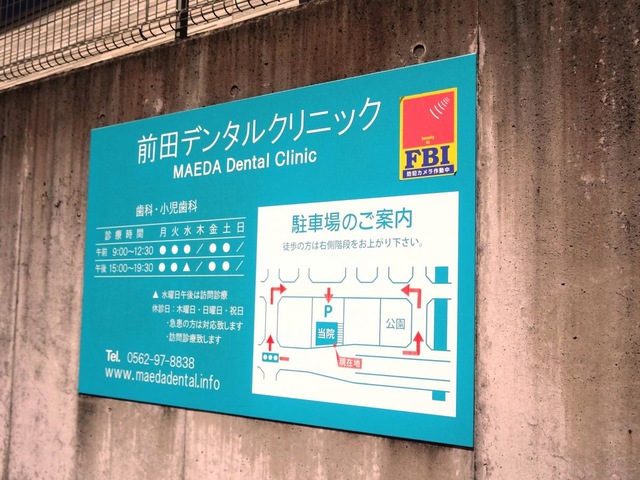 前田デンタルクリニック
MAEDA Dental Clinic
FBI
防犯カメラ作動中
歯科・小児歯科
診療時間 月 火 水 木 金 土 日
午前 9:00〜12:30 ● ● ● ／ ● ● ／
午後 15:00〜19:30 ● ● ▲ ／ ● ● ／
▲ 水曜日午後は訪問診療
休診日：木曜日・日曜日・祝日
・急患の方は対応致します
・訪問診療致します
Tel. 0562-97-8838
www.maedadental.info
駐車場のご案内
徒歩の方は右側階段をお上がり下さい。
P
当院
公園
現在地